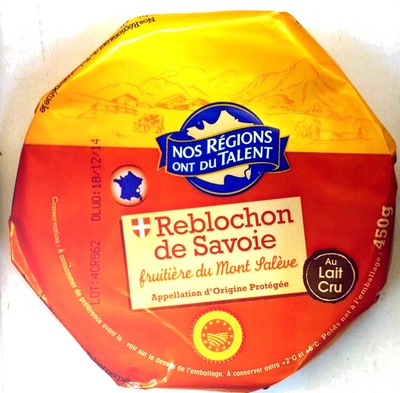 NOS RÉGIONS
ONT DU TALENT
Reblochon
de Savoie
fruitière du Mont Salève
Appellation d'Origine Protégée
Au
Lait
Cru
DLUO:18/12/14
LOT:4CR962
Conservation : À consommer de préférence avant le : voir sur le dessus de l'emballage. À conserver entre +2°C et +6°C. Poids net à l'emballage : 450g